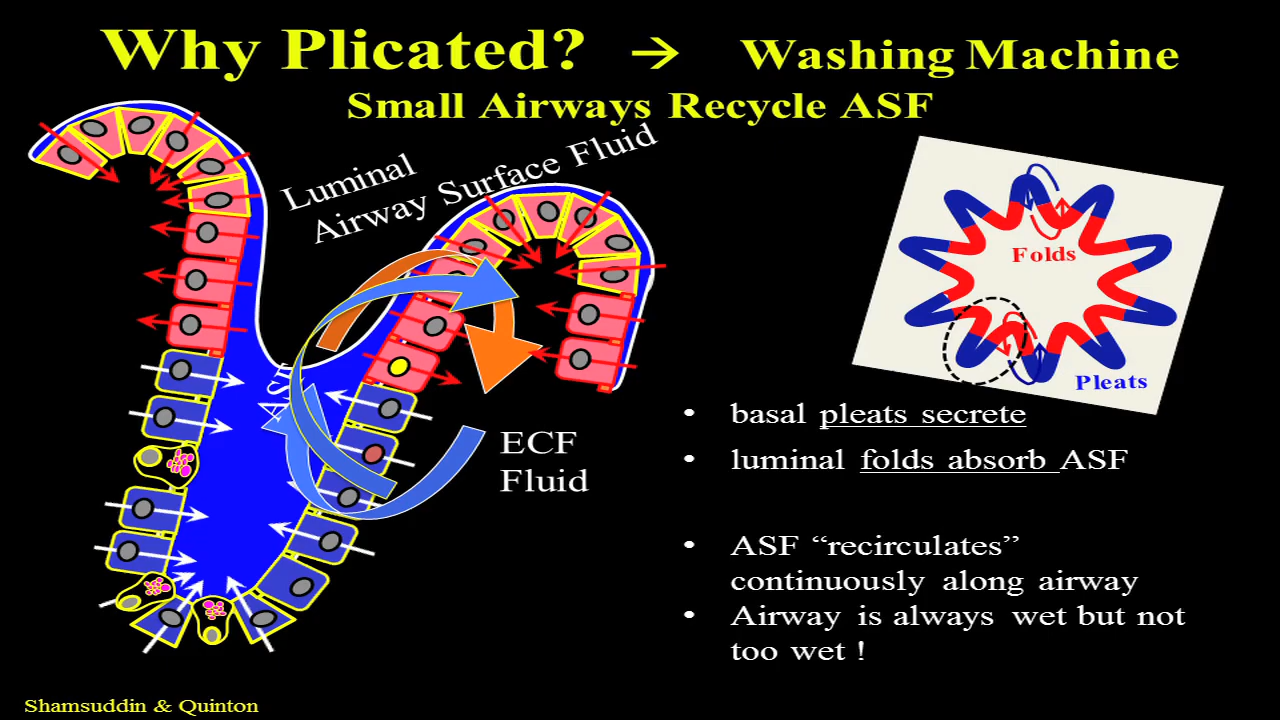 Why Plicated? → Washing Machine
Small Airways Recycle ASF
Luminal
Airway Surface Fluid
ASF
ECF
Fluid
Folds
Pleats
• basal pleats secrete
• luminal folds absorb ASF
• ASF “recirculates”
continuously along airway
• Airway is always wet but not
too wet !
Shamsuddin & Quinton